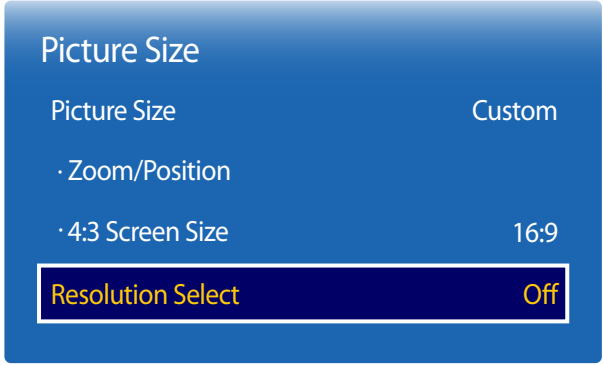 Picture Size
Picture Size Custom
· Zoom/Position
· 4:3 Screen Size 16:9
Resolution Select Off